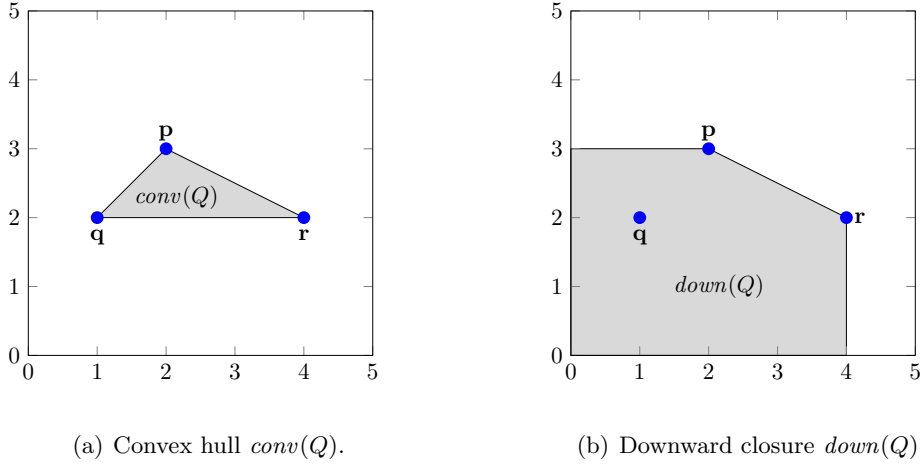 5
4
3
2
1
0
0 1 2 3 4 5
p
conv(Q)
q
r
(a) Convex hull conv(Q).
5
4
3
2
1
0
0 1 2 3 4 5
p
q
r
down(Q)
(b) Downward closure down(Q)